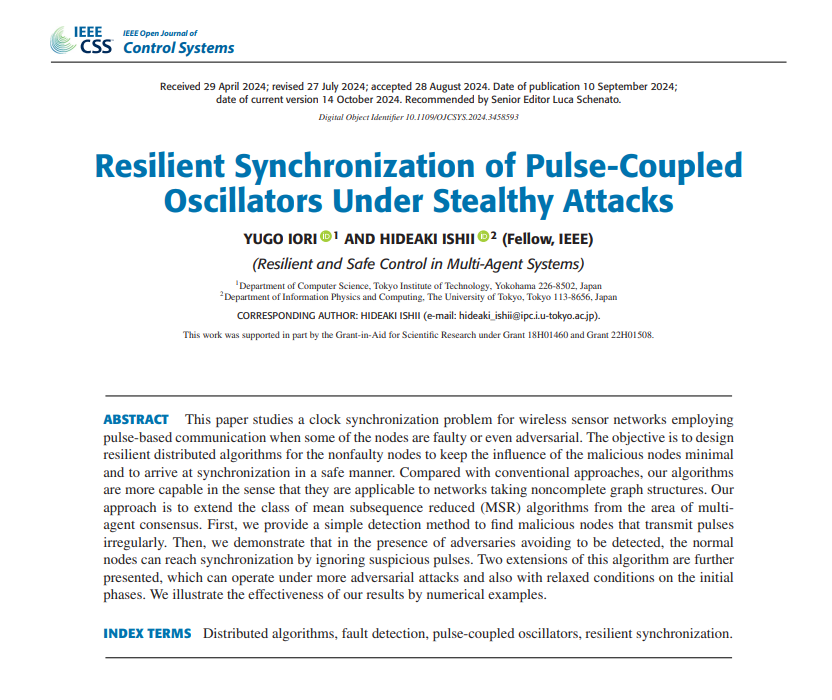 IEEE
CSS
IEEE Open Journal of
Control Systems
Received 29 April 2024; revised 27 July 2024; accepted 28 August 2024. Date of publication 10 September 2024;
date of current version 14 October 2024. Recommended by Senior Editor Luca Schenato.
Digital Object Identifier 10.1109/OJCSYS.2024.3458593
Resilient Synchronization of Pulse-Coupled
Oscillators Under Stealthy Attacks
YUGO IORI iD 1 AND HIDEAKI ISHII iD 2 (Fellow, IEEE)
(Resilient and Safe Control in Multi-Agent Systems)
1Department of Computer Science, Tokyo Institute of Technology, Yokohama 226-8502, Japan
2Department of Information Physics and Computing, The University of Tokyo, Tokyo 113-8656, Japan
CORRESPONDING AUTHOR: HIDEAKI ISHII (e-mail: hideaki_ishii@ipc.i.u-tokyo.ac.jp).
This work was supported in part by the Grant-in-Aid for Scientific Research under Grant 18H01460 and Grant 22H01508.
ABSTRACT This paper studies a clock synchronization problem for wireless sensor networks employing
pulse-based communication when some of the nodes are faulty or even adversarial. The objective is to design
resilient distributed algorithms for the nonfaulty nodes to keep the influence of the malicious nodes minimal
and to arrive at synchronization in a safe manner. Compared with conventional approaches, our algorithms
are more capable in the sense that they are applicable to networks taking noncomplete graph structures. Our
approach is to extend the class of mean subsequence reduced (MSR) algorithms from the area of multi-
agent consensus. First, we provide a simple detection method to find malicious nodes that transmit pulses
irregularly. Then, we demonstrate that in the presence of adversaries avoiding to be detected, the normal
nodes can reach synchronization by ignoring suspicious pulses. Two extensions of this algorithm are further
presented, which can operate under more adversarial attacks and also with relaxed conditions on the initial
phases. We illustrate the effectiveness of our results by numerical examples.
INDEX TERMS Distributed algorithms, fault detection, pulse-coupled oscillators, resilient synchronization.